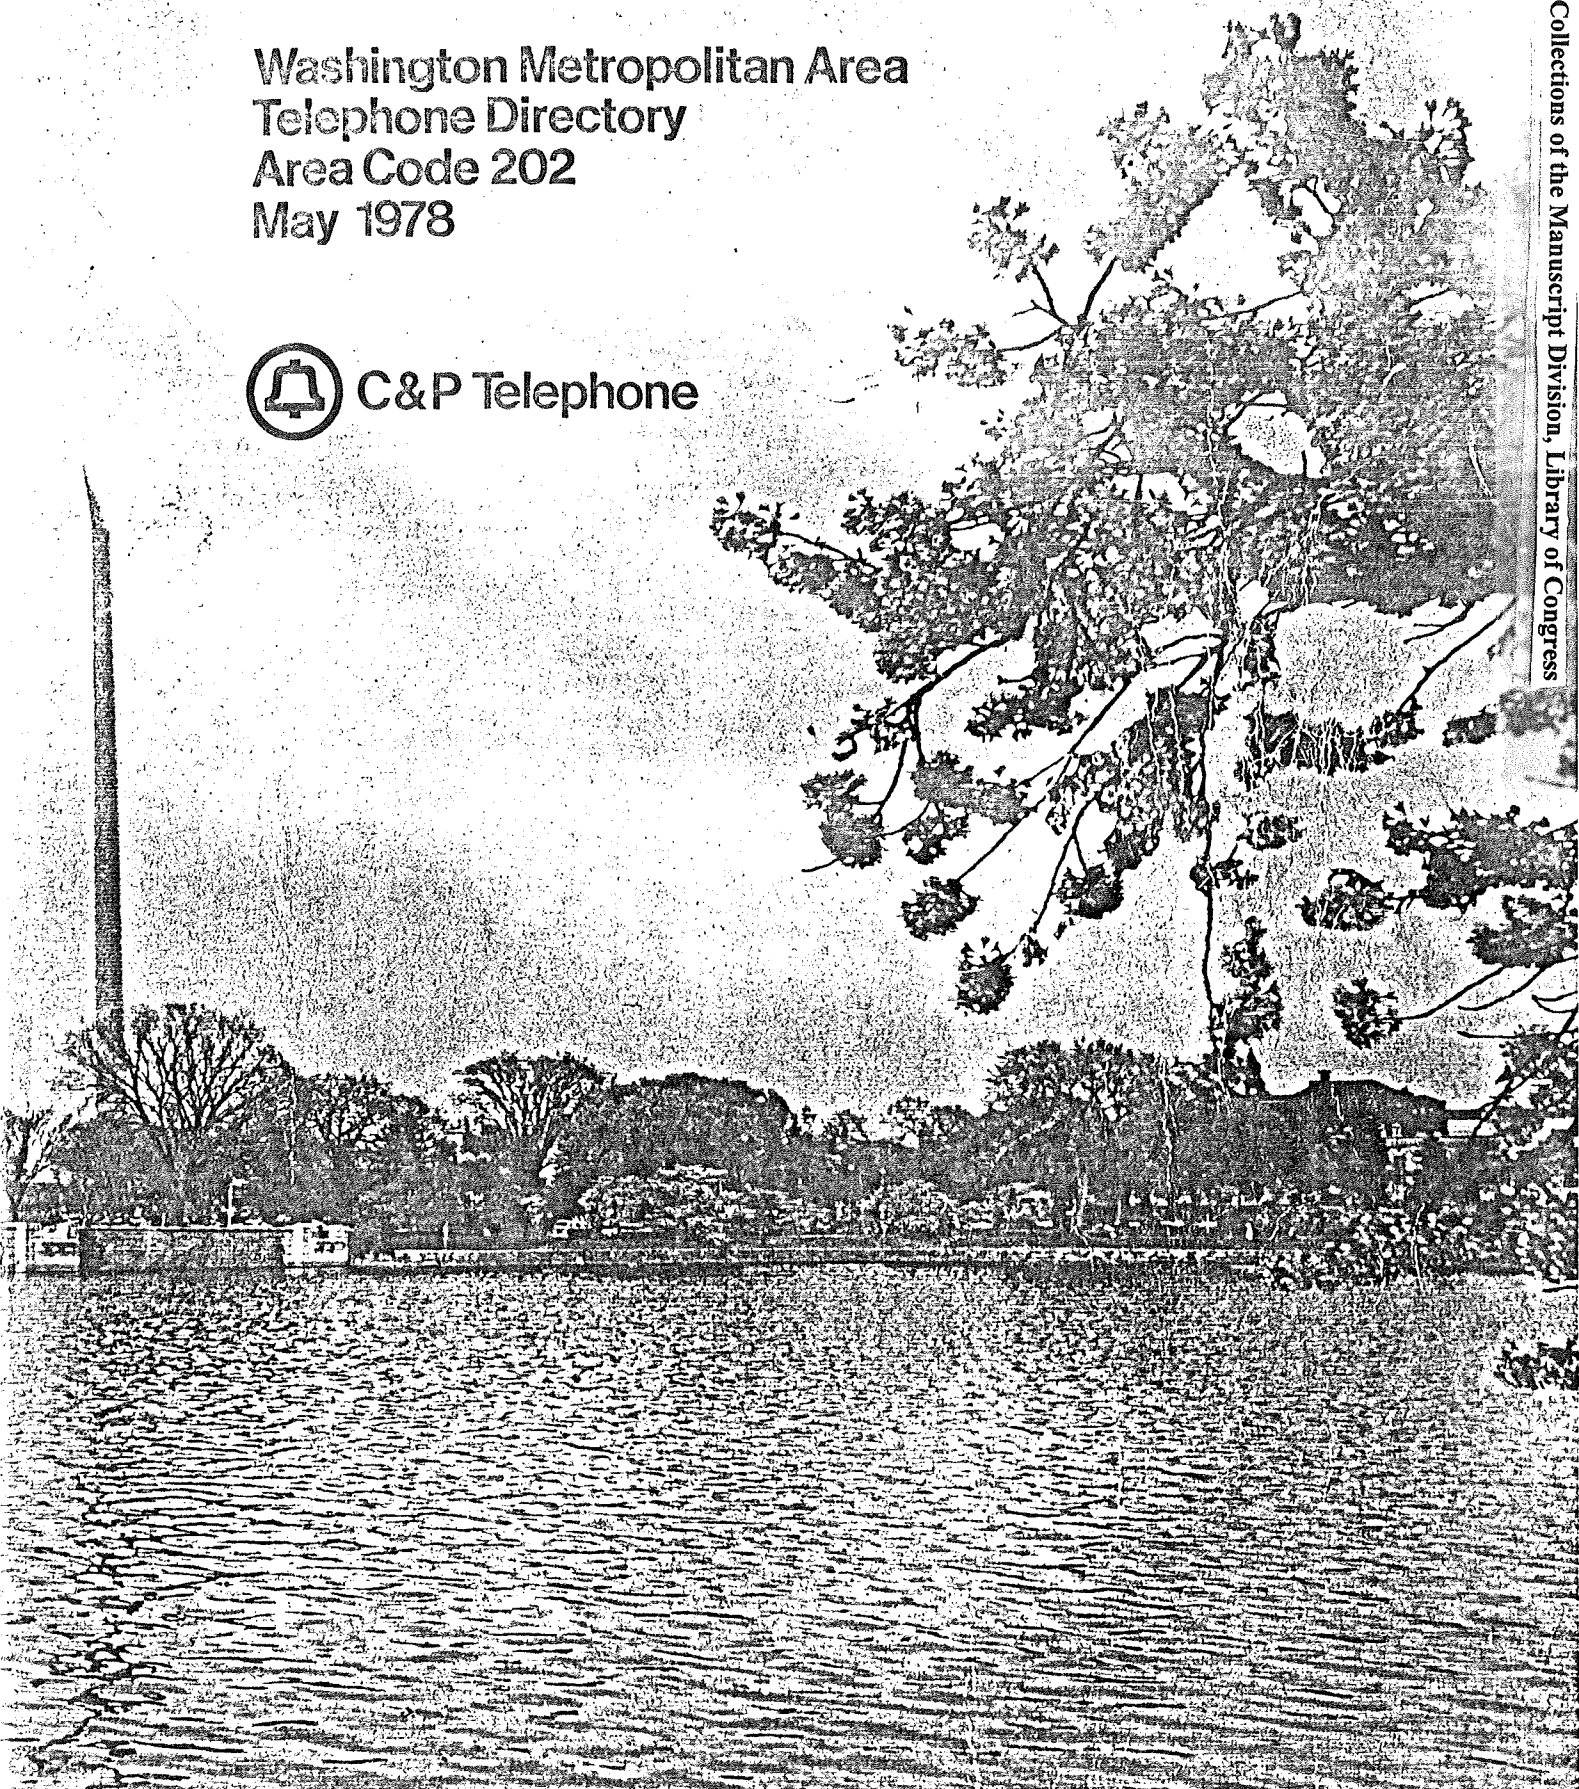 Washington Metropolitan Area
Telephone Directory
Area Code 202
May 1978
C&P Telephone
Collections of the Manuscript Division, Library of Congress